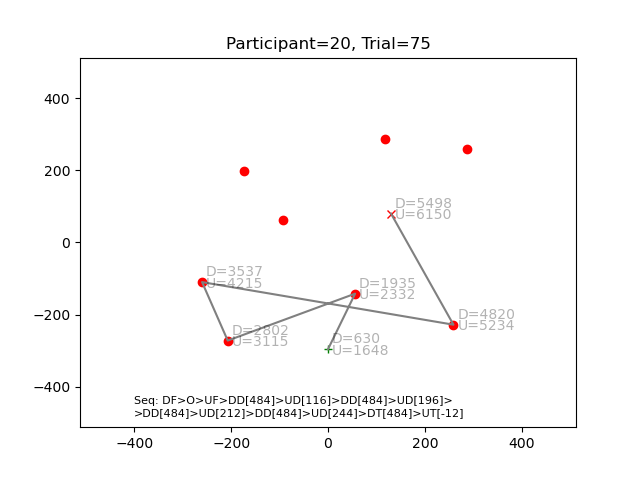 Participant=20, Trial=75
400
200
0
−200
−400
D=5498
U=6150
D=3537
U=4215
D=1935
U=2332
D=4820
U=5234
D=2802
U=3115
D=630
U=1648
Seq: DF>O>UF>DD[484]>UD[116]>DD[484]>UD[196]>
>DD[484]>UD[212]>DD[484]>UD[244]>DT[484]>UT[-12]
−400 −200 0 200 400